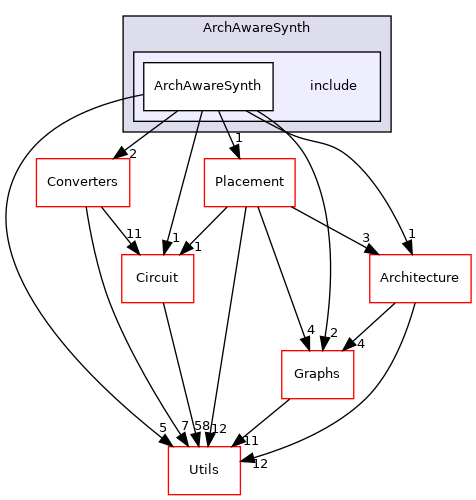 ArchAwareSynth
ArchAwareSynth include
1
2
Converters Placement
11 1 1 3 1
Circuit Architecture
4 2 4
Graphs
5 7 58 12 11
12
Utils